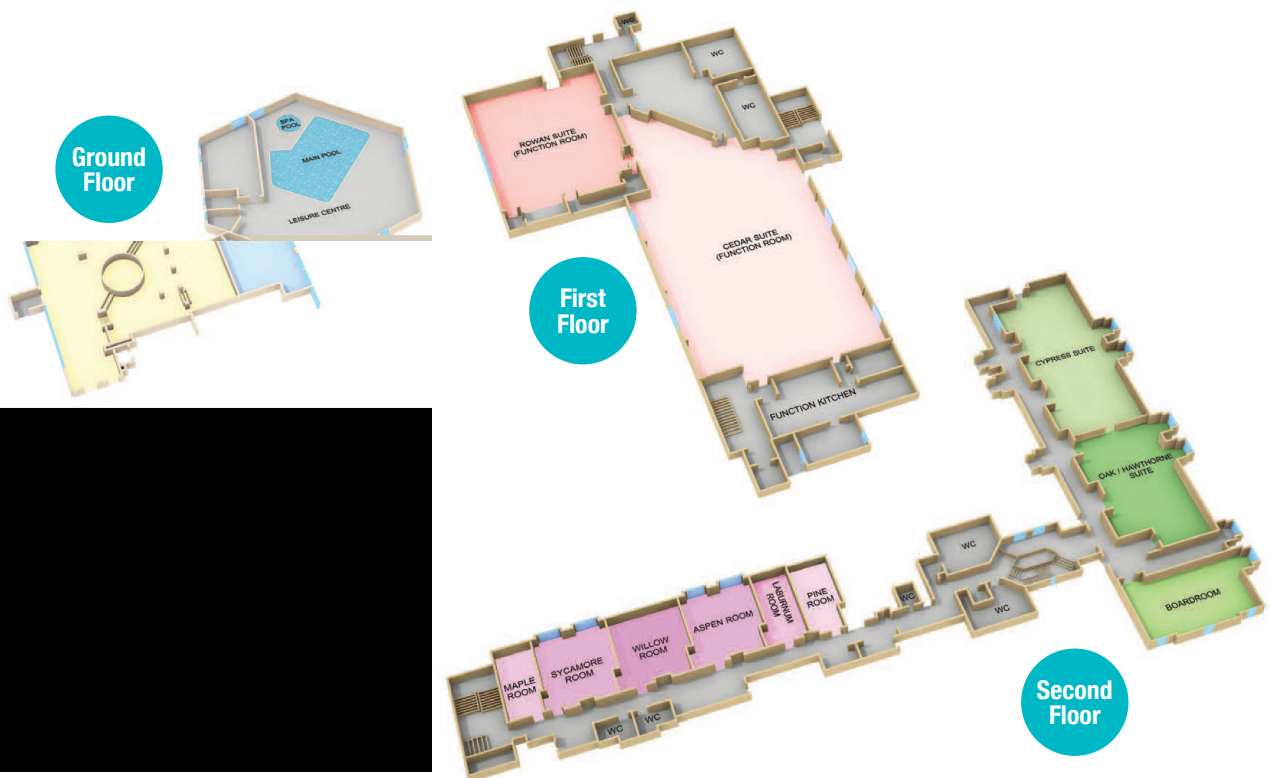 Ground
Floor
SPA
POOL
MAIN POOL
LEISURE CENTRE
WC
WC
WC
ROWAN SUITE
(FUNCTION ROOM)
CEDAR SUITE
(FUNCTION ROOM)
FUNCTION KITCHEN
First
Floor
CYPRESS SUITE
OAK / HAWTHORNE
SUITE
BOARDROOM
WC
WC
WC
PINE
ROOM
LABURNUM
ROOM
ASPEN ROOM
WILLOW
ROOM
SYCAMORE
ROOM
MAPLE
ROOM
WC
WC
Second
Floor